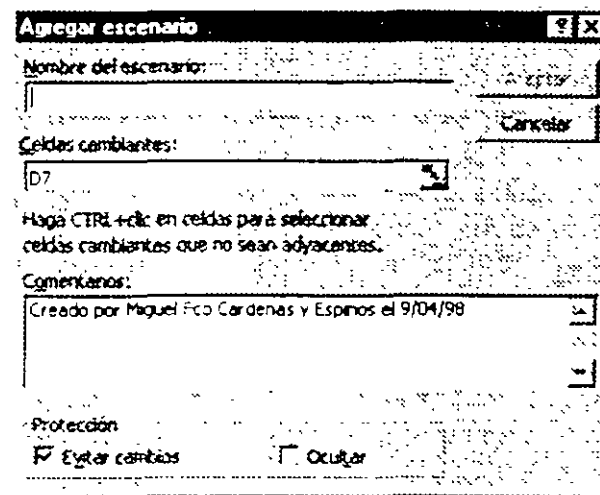 Agregar escenario
Nombre del escenario:
Aceptar
Cancelar
Celdas cambiantes:
D7
Haga CTRL+clic en celdas para seleccionar
celdas cambiantes que no sean adyacentes.
Comentarios:
Creado por Miguel Fco Cardenas y Espinos el 9/04/98
Protección
Evitar cambios
Ocultar